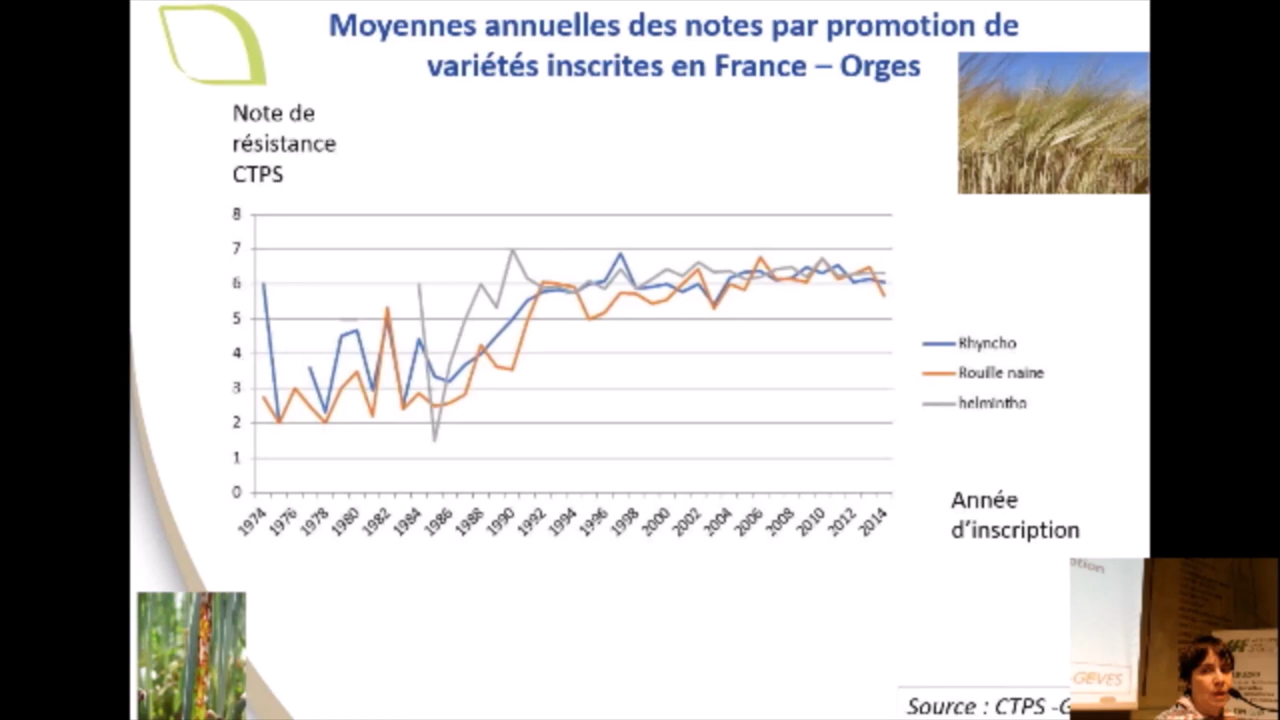 Moyennes annuelles des notes par promotion de
variétés inscrites en France – Orges
Note de
résistance
CTPS
8
7
6
5
4
3
2
1
0
1974
1976
1978
1980
1982
1984
1986
1988
1990
1992
1994
1996
1998
2000
2002
2004
2006
2008
2010
2012
2014
Rhyncho
Rouille naine
helmintho
Année
d'inscription
Source : CTPS -G
GEVES